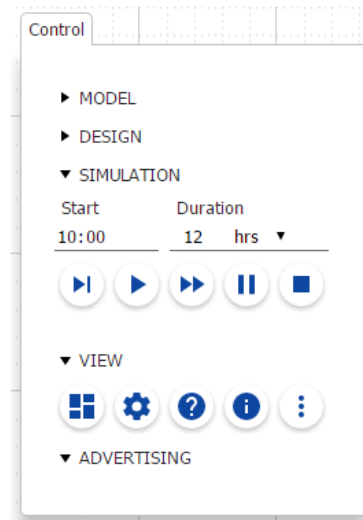 Control
MODEL
DESIGN
SIMULATION
Start Duration
10:00 12 hrs
VIEW
ADVERTISING